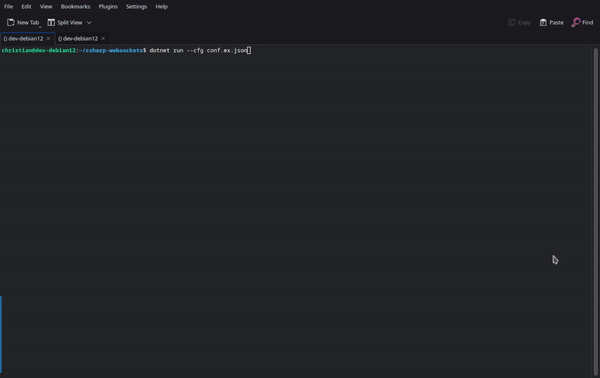 File Edit View Bookmarks Plugins Settings Help
New Tab Split View Copy Paste Find
() dev-debian12 () dev-debian12
christian@dev-debian12:~/csharp-websockets$ dotnet run --cfg conf.ex.json